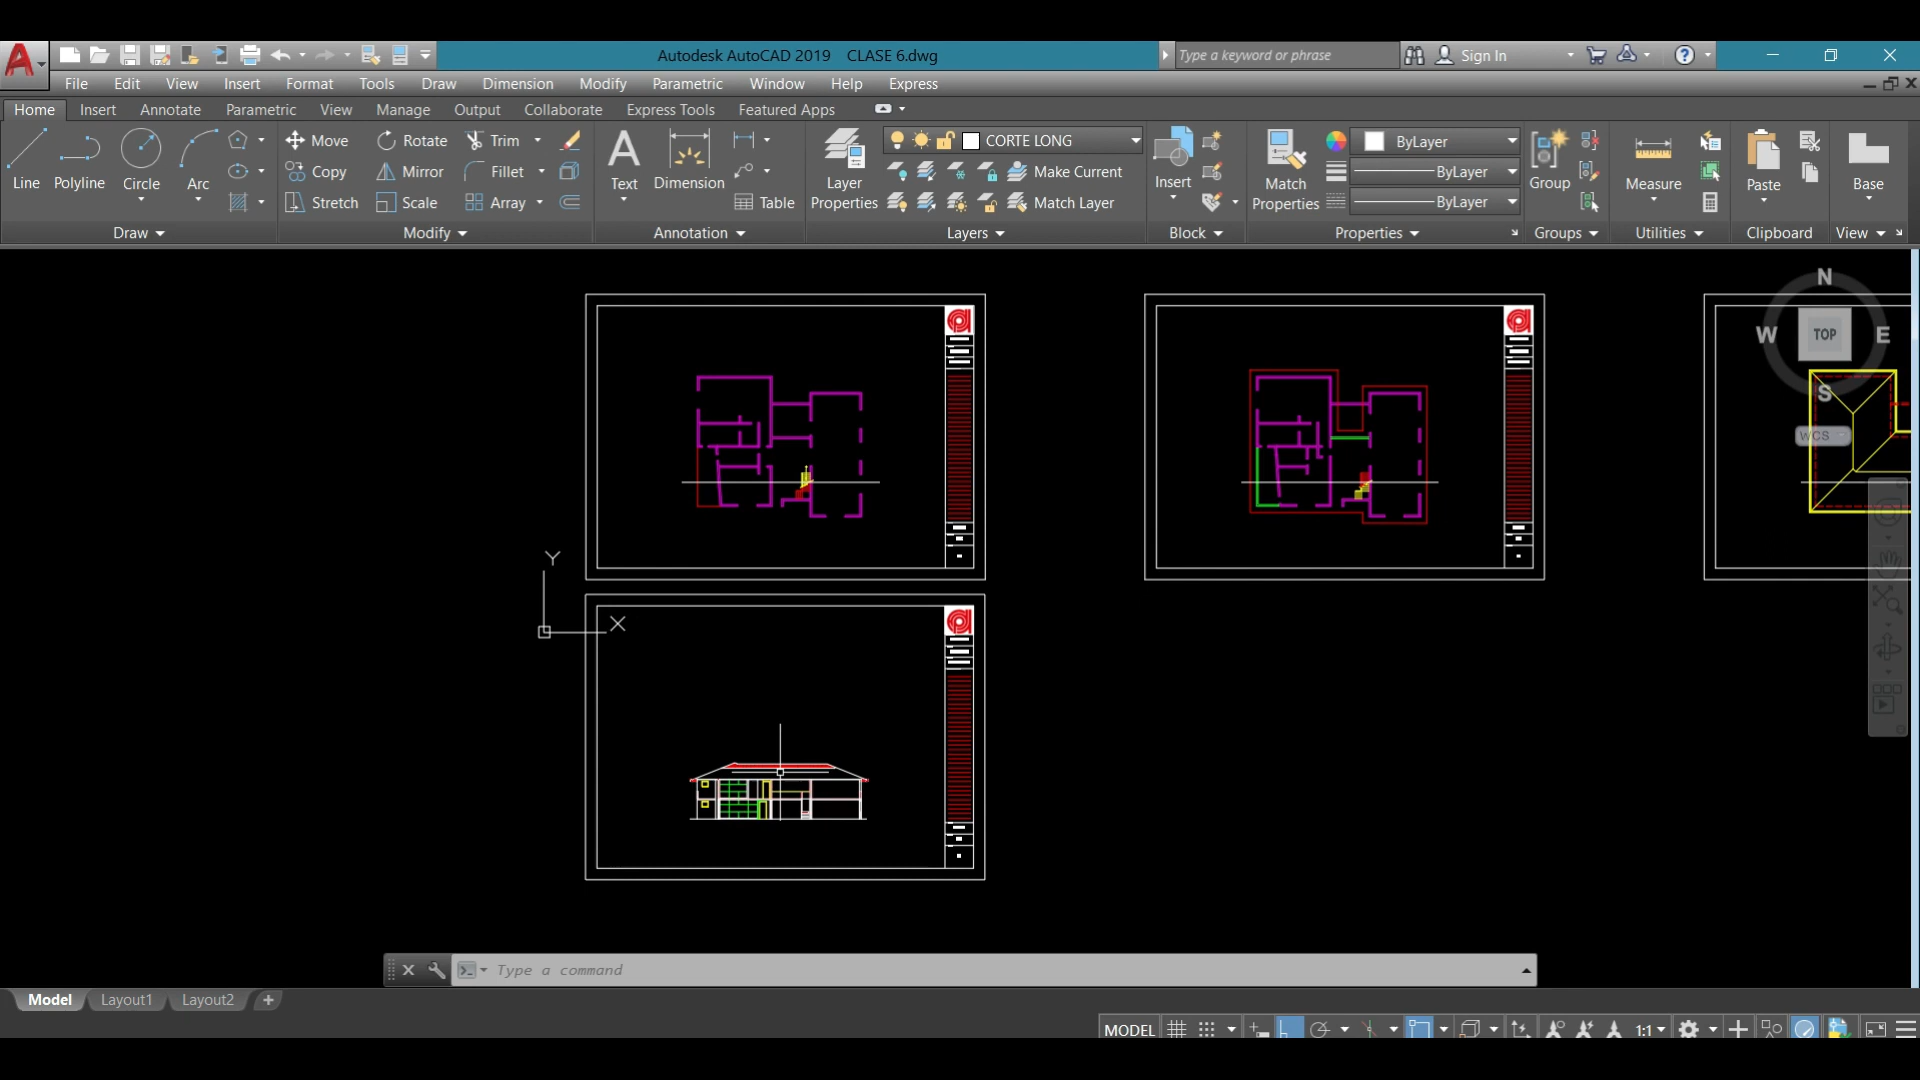 Autodesk AutoCAD 2019 CLASE 6.dwg
Type a keyword or phrase
Sign In
File Edit View Insert Format Tools Draw Dimension Modify Parametric Window Help Express
Home Insert Annotate Parametric View Manage Output Collaborate Express Tools Featured Apps
Move Rotate Trim CORTE LONG ByLayer
Line Polyline Circle Arc Copy Mirror Fillet Text Dimension Layer Properties Make Current Insert Match Properties ByLayer Group Measure Paste Base
Stretch Scale Array Table Match Layer ByLayer
Draw Modify Annotation Layers Block Properties Groups Utilities Clipboard View
N
W TOP E
S
WCS
Y
X
Type a command
Model Layout1 Layout2 +
MODEL 1:1